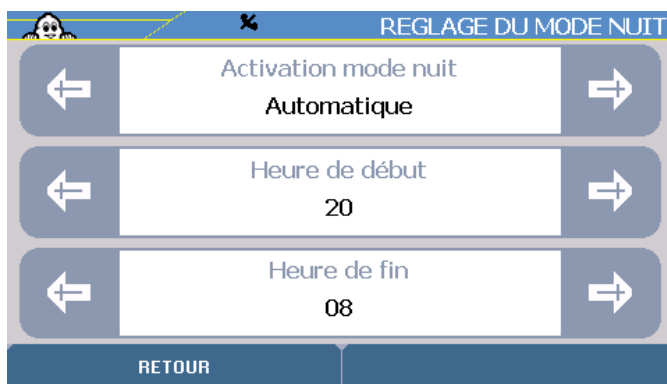 REGLAGE DU MODE NUIT
Activation mode nuit
Automatique
Heure de début
20
Heure de fin
08
RETOUR